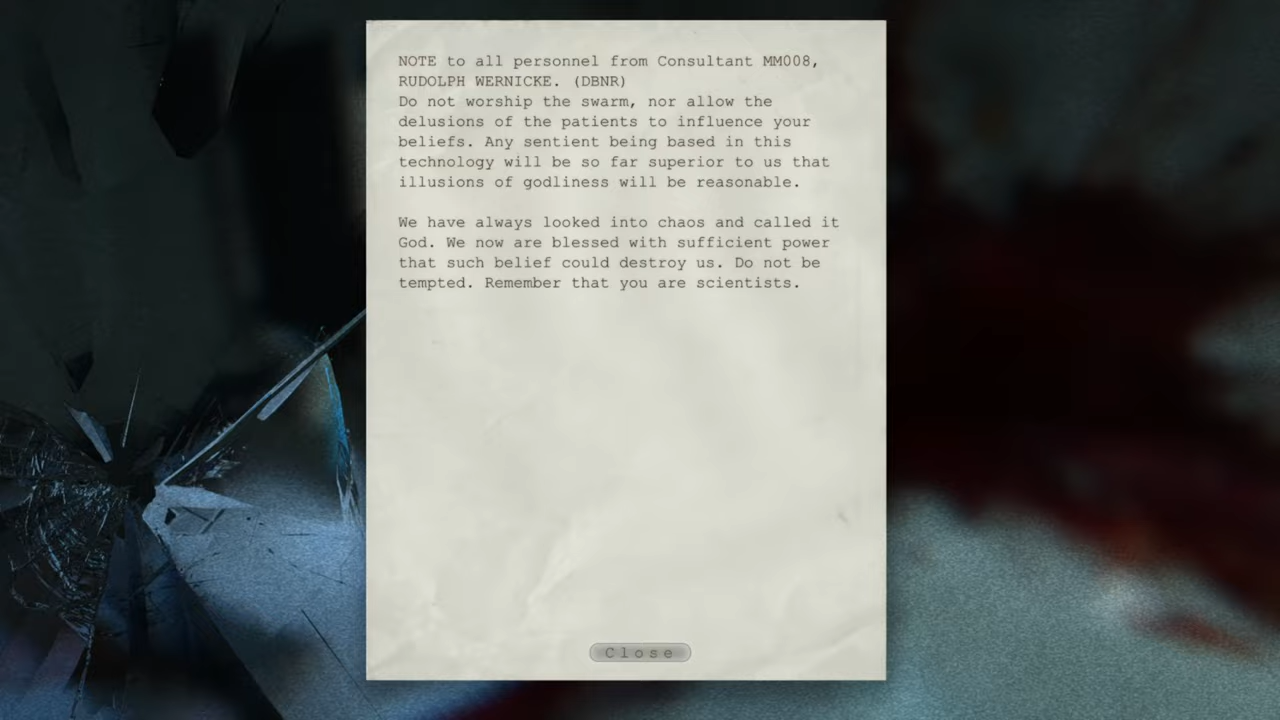 NOTE to all personnel from Consultant MM008,
RUDOLPH WERNICKE. (DBNR)
Do not worship the swarm, nor allow the
delusions of the patients to influence your
beliefs. Any sentient being based in this
technology will be so far superior to us that
illusions of godliness will be reasonable.
We have always looked into chaos and called it
God. We now are blessed with sufficient power
that such belief could destroy us. Do not be
tempted. Remember that you are scientists.
Close